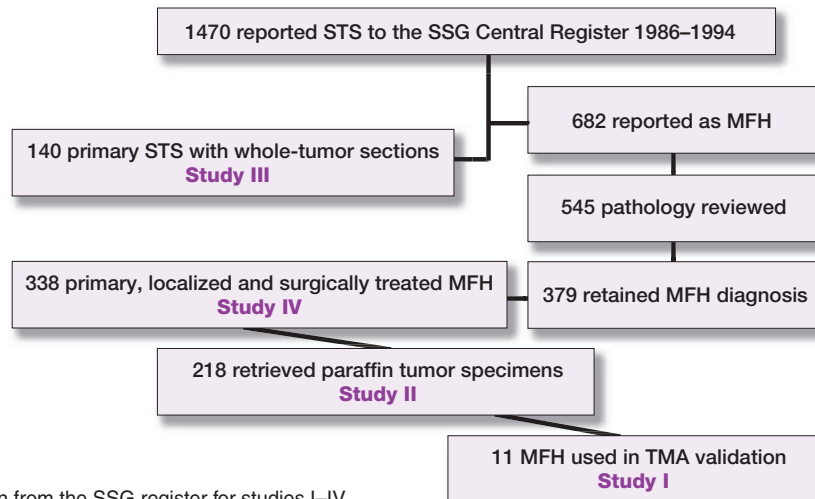 1470 reported STS to the SSG Central Register 1986–1994
682 reported as MFH
140 primary STS with whole-tumor sections
Study III
545 pathology reviewed
338 primary, localized and surgically treated MFH
Study IV
379 retained MFH diagnosis
218 retrieved paraffin tumor specimens
Study II
11 MFH used in TMA validation
Study I
from the SSG register for studies I–IV